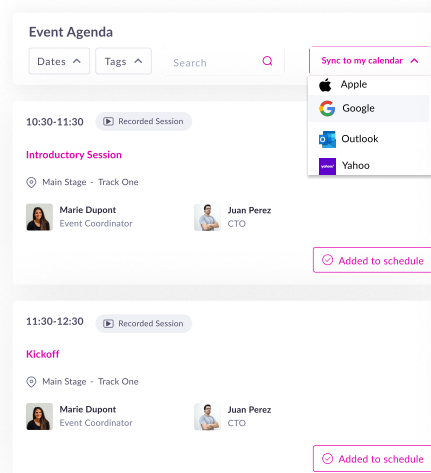 Event Agenda
Dates Tags Search Sync to my calendar
Apple
Google
Outlook
yahoo! Yahoo
10:30-11:30 Recorded Session
Introductory Session
Main Stage - Track One
Marie Dupont Juan Perez
Event Coordinator CTO
Added to schedule
11:30-12:30 Recorded Session
Kickoff
Main Stage - Track One
Marie Dupont Juan Perez
Event Coordinator CTO
Added to schedule